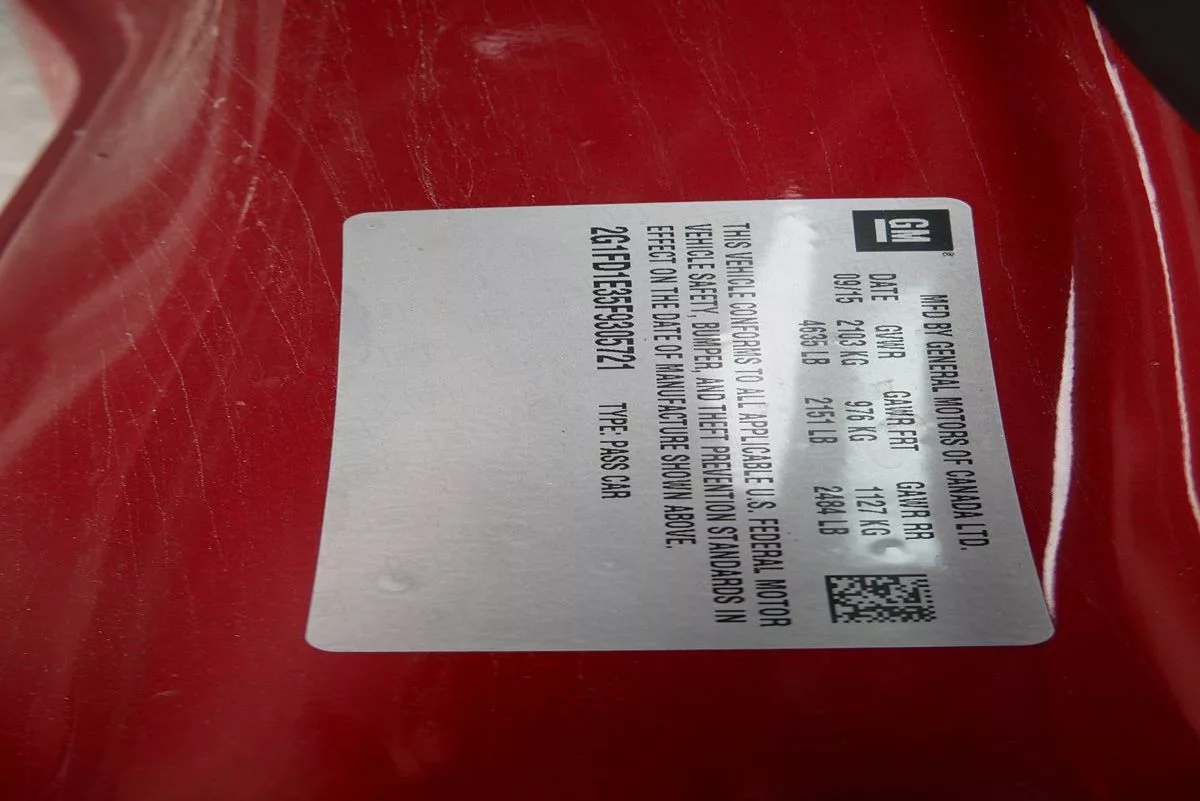 GM ®
MFD BY GENERAL MOTORS OF CANADA LTD.
DATE GVWR GAWR FRT GAWR RR
09/15 2103 KG 976 KG 1127 KG
4635 LB 2151 LB 2484 LB
THIS VEHICLE CONFORMS TO ALL APPLICABLE U.S. FEDERAL MOTOR
VEHICLE SAFETY, BUMPER, AND THEFT PREVENTION STANDARDS IN
EFFECT ON THE DATE OF MANUFACTURE SHOWN ABOVE.
2G1FD1E35F9305721 TYPE: PASS CAR